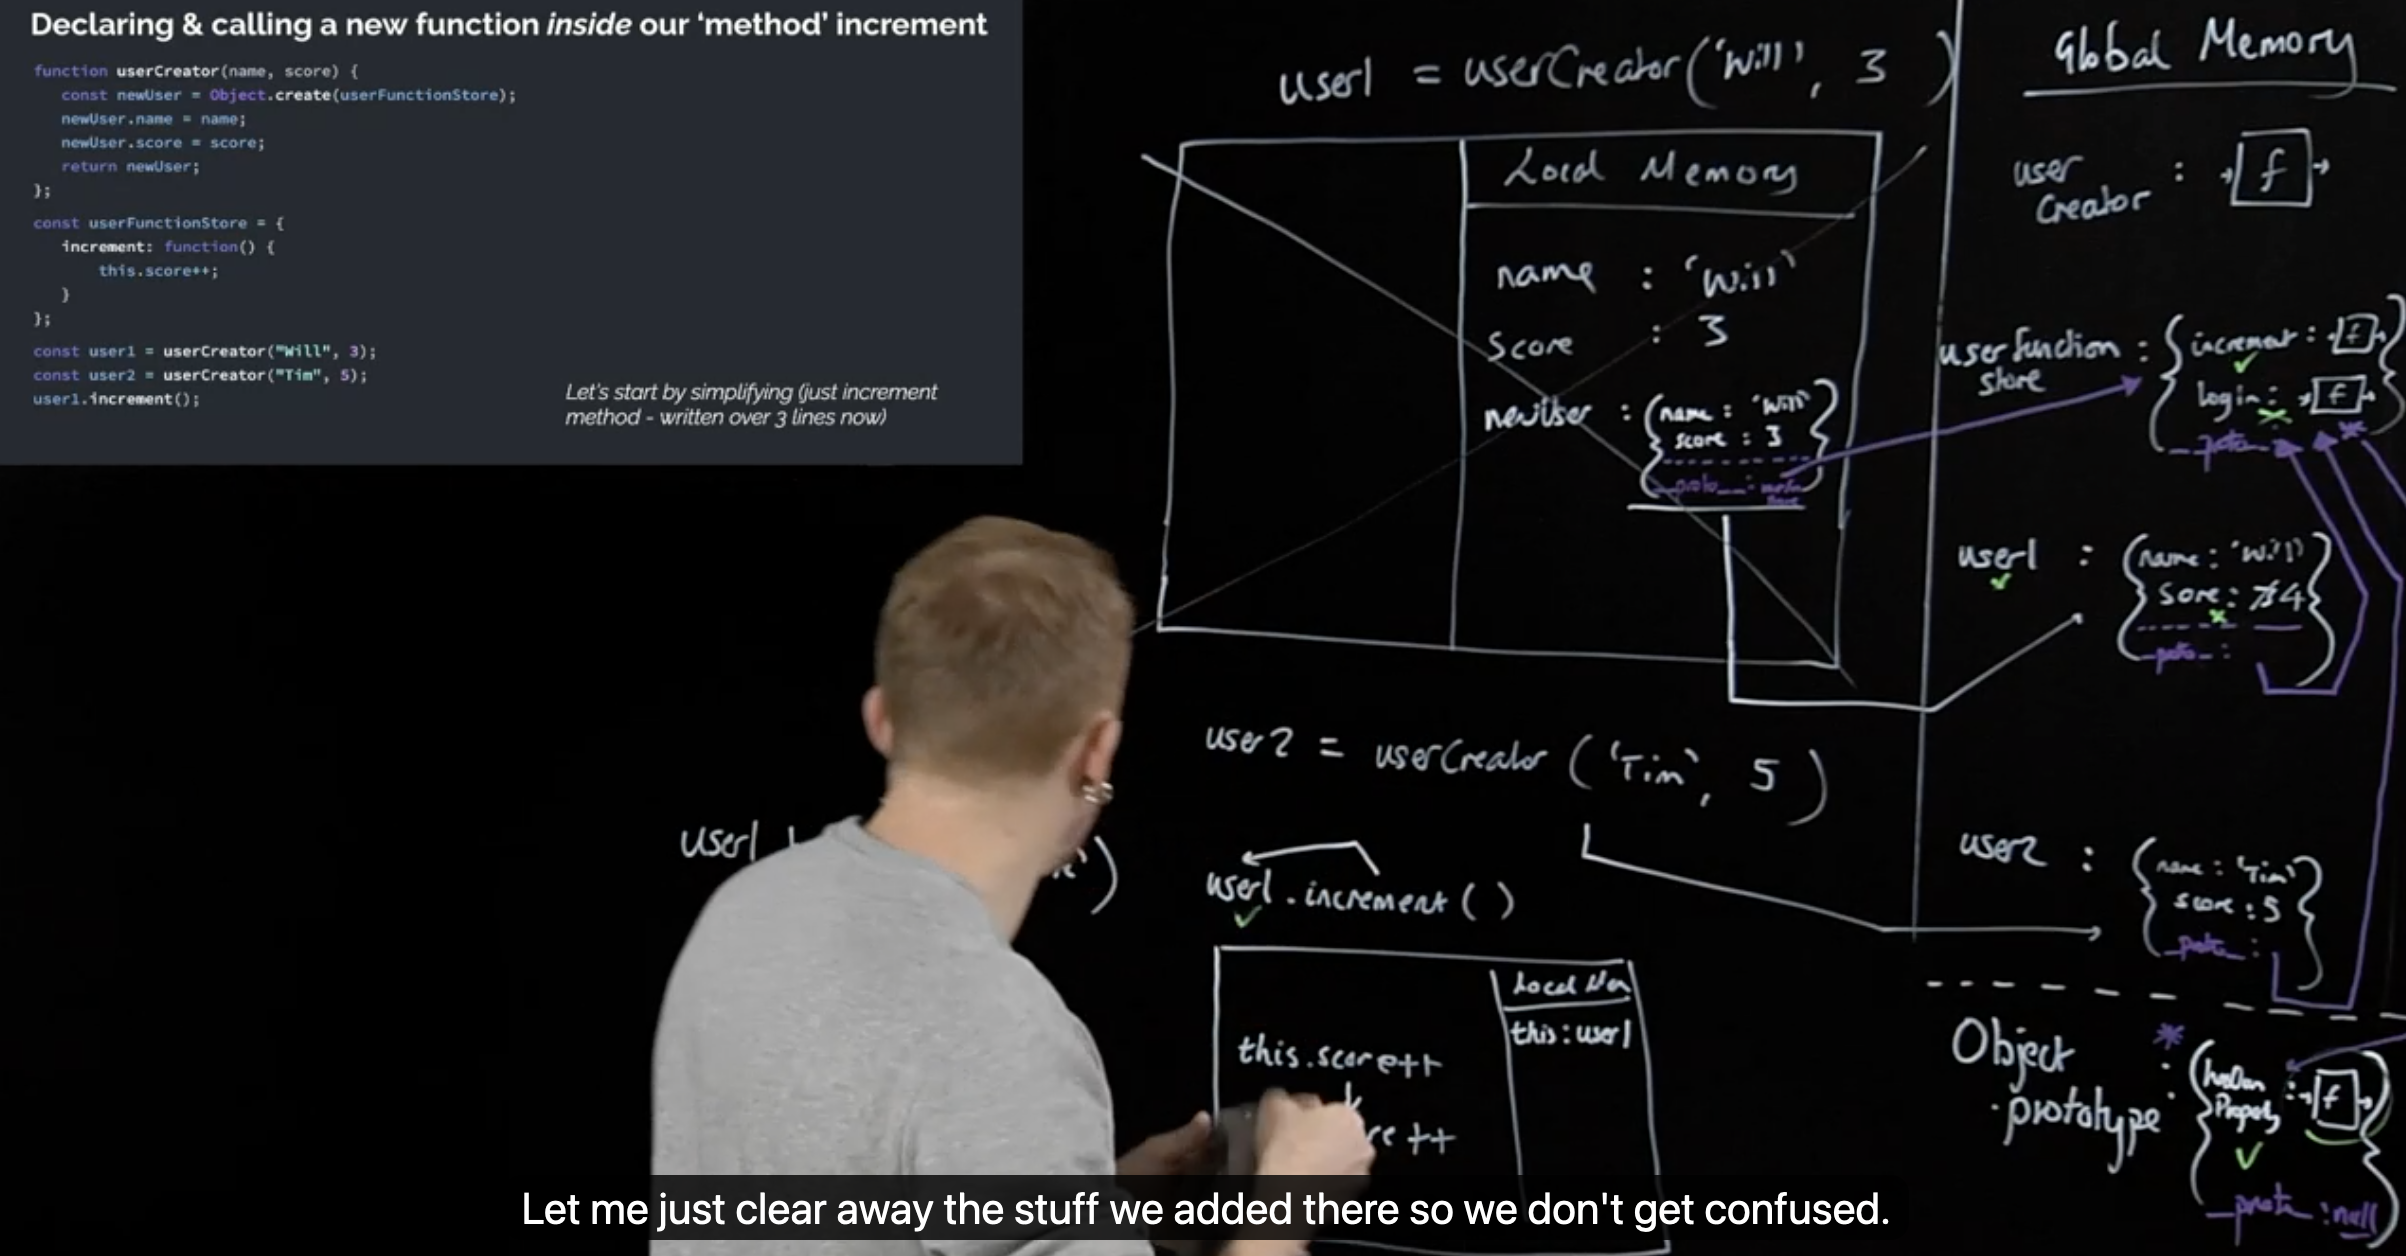 Declaring & calling a new function inside our ‘method’ increment
function userCreator(name, score) {
const newUser = Object.create(userFunctionStore);
newUser.name = name;
newUser.score = score;
return newUser;
};
const userFunctionStore = {
increment: function() {
this.score++;
}
};
const user1 = userCreator("Will", 3);
const user2 = userCreator("Tim", 5);
user1.increment();
Let's start by simplifying (just increment
method - written over 3 lines now)
user1 = userCreator('Will', 3 )
Local Memory
name : 'Will'
score : 3
newUser : {name : 'Will'
score : 3
__proto__ :
}
user2 = userCreator ('Tim', 5 )
user1
)
user1.increment()
Local Mem
this: user1
this.score++
++
Global Memory
user
Creator : f
userfunction
store : { increment : f
login : f
__proto__
}
user1 : {name : 'Will'
Score : 4
__proto__ :
}
user2 : {name : 'Tim'
score : 5
__proto__ :
}
Object
.prototype : {hasOwn
Property : f
__proto__ : null
}
Let me just clear away the stuff we added there so we don't get confused.